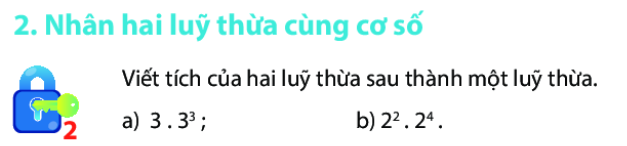 2. Nhân hai luỹ thừa cùng cơ số
Viết tích của hai luỹ thừa sau thành một luỹ thừa.
2
a) 3 . 3³ ; b) 2² . 2⁴ .